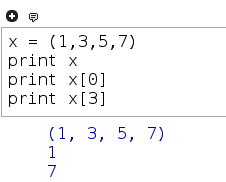 x = (1,3,5,7)
print x
print x[0]
print x[3]
(1, 3, 5, 7)
1
7